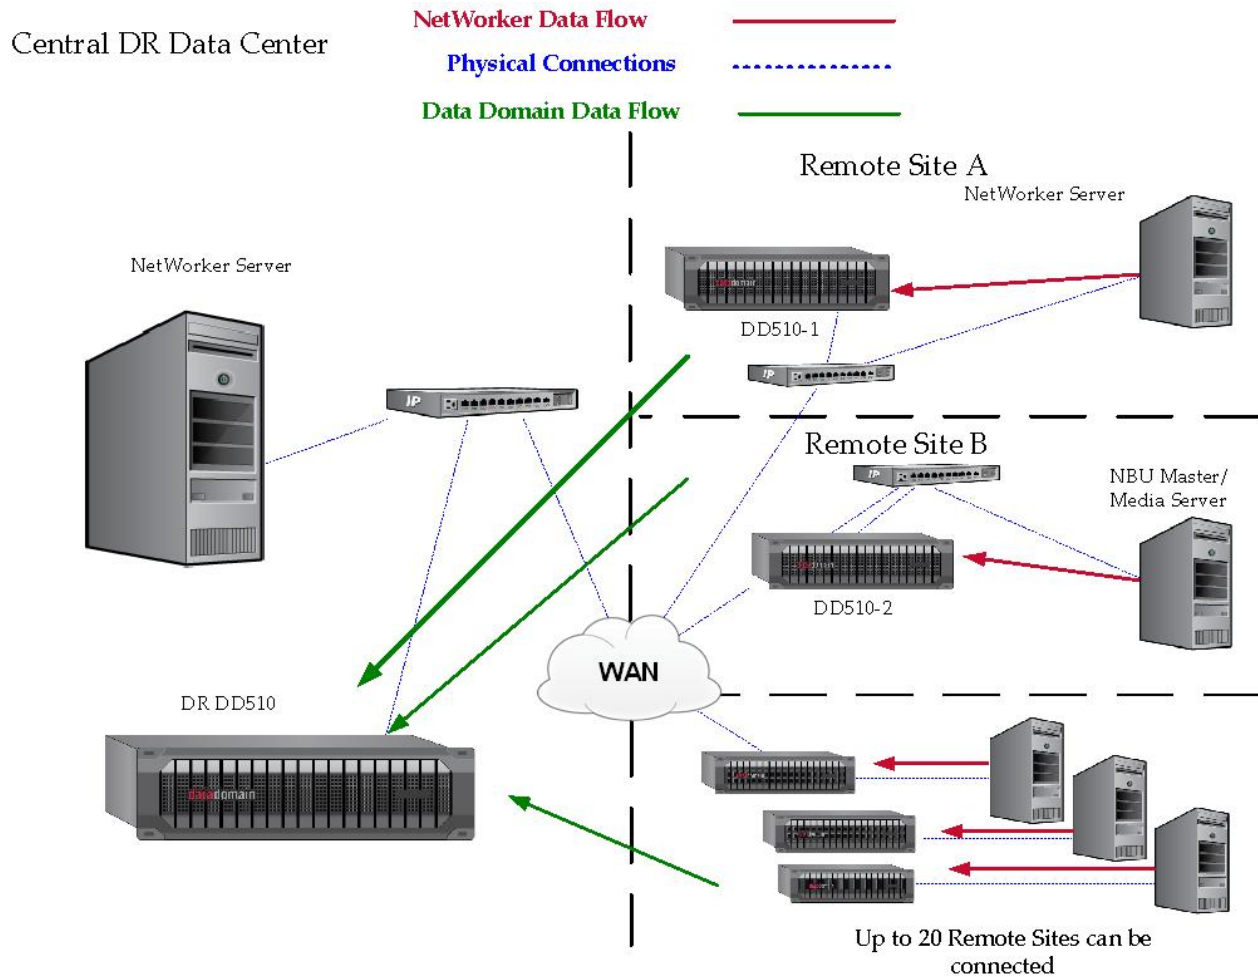 NetWorker Data Flow
Central DR Data Center
Physical Connections
Data Domain Data Flow
Remote Site A
NetWorker Server
NetWorker Server
datadomain
DD510-1
IP
IP
Remote Site B
IP
NBU Master/
Media Server
datadomain
DD510-2
WAN
DR DD510
datadomain
Up to 20 Remote Sites can be
connected